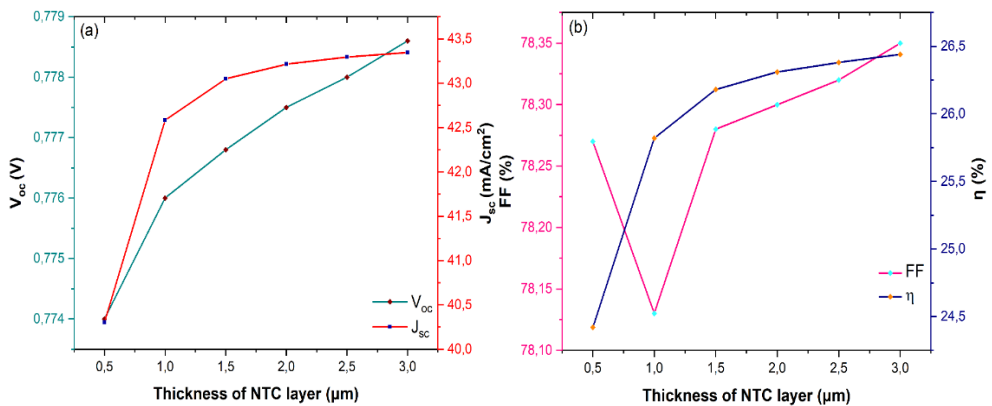 (a)
0,779
0,778
0,777
0,776
0,775
0,774
V_oc (V)
43,5
43,0
42,5
42,0
41,5
41,0
40,5
40,0
J_sc (mA/cm²)
V_oc
J_sc
0,5 1,0 1,5 2,0 2,5 3,0
Thickness of NTC layer (µm)
(b)
78,35
78,30
78,25
78,20
78,15
78,10
FF (%)
26,5
26,0
25,5
25,0
24,5
η (%)
FF
η
0,5 1,0 1,5 2,0 2,5 3,0
Thickness of NTC layer (µm)